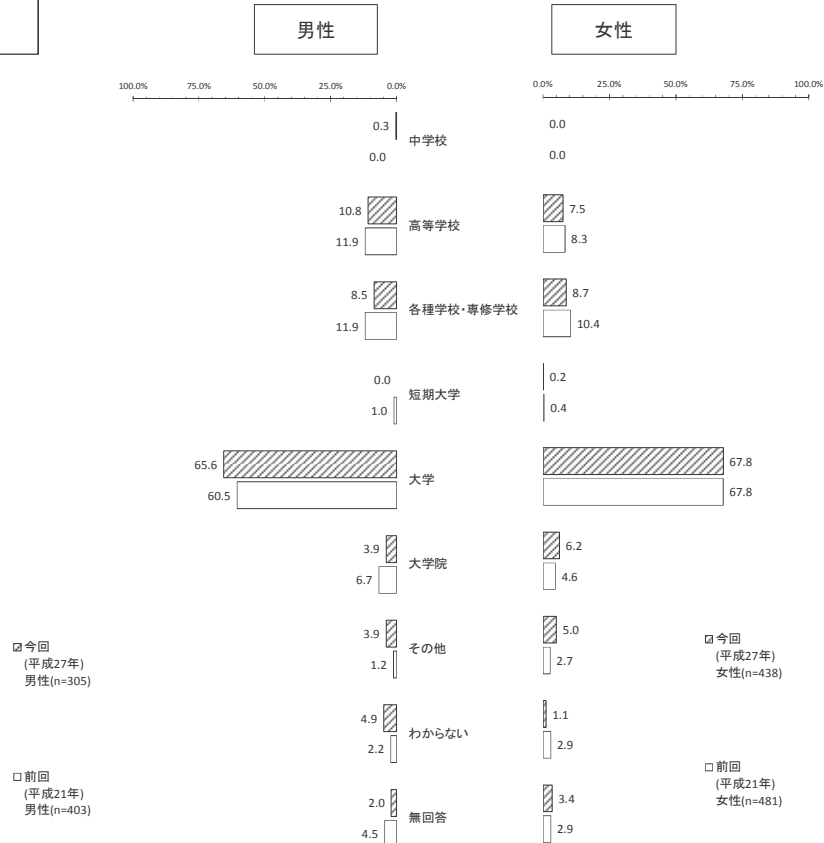 男性
女性
100.0% 75.0% 50.0% 25.0% 0.0%
0.0% 25.0% 50.0% 75.0% 100.0%
0.3 中学校 0.0
0.0 0.0
10.8 高等学校 7.5
11.9 8.3
8.5 各種学校・専修学校 8.7
11.9 10.4
0.0 短期大学 0.2
1.0 0.4
65.6 大学 67.8
60.5 67.8
3.9 大学院 6.2
6.7 4.6
3.9 その他 5.0
1.2 2.7
4.9 わからない 1.1
2.2 2.9
2.0 無回答 3.4
4.5 2.9
今回
(平成27年)
男性(n=305)
前回
(平成21年)
男性(n=403)
今回
(平成27年)
女性(n=438)
前回
(平成21年)
女性(n=481)